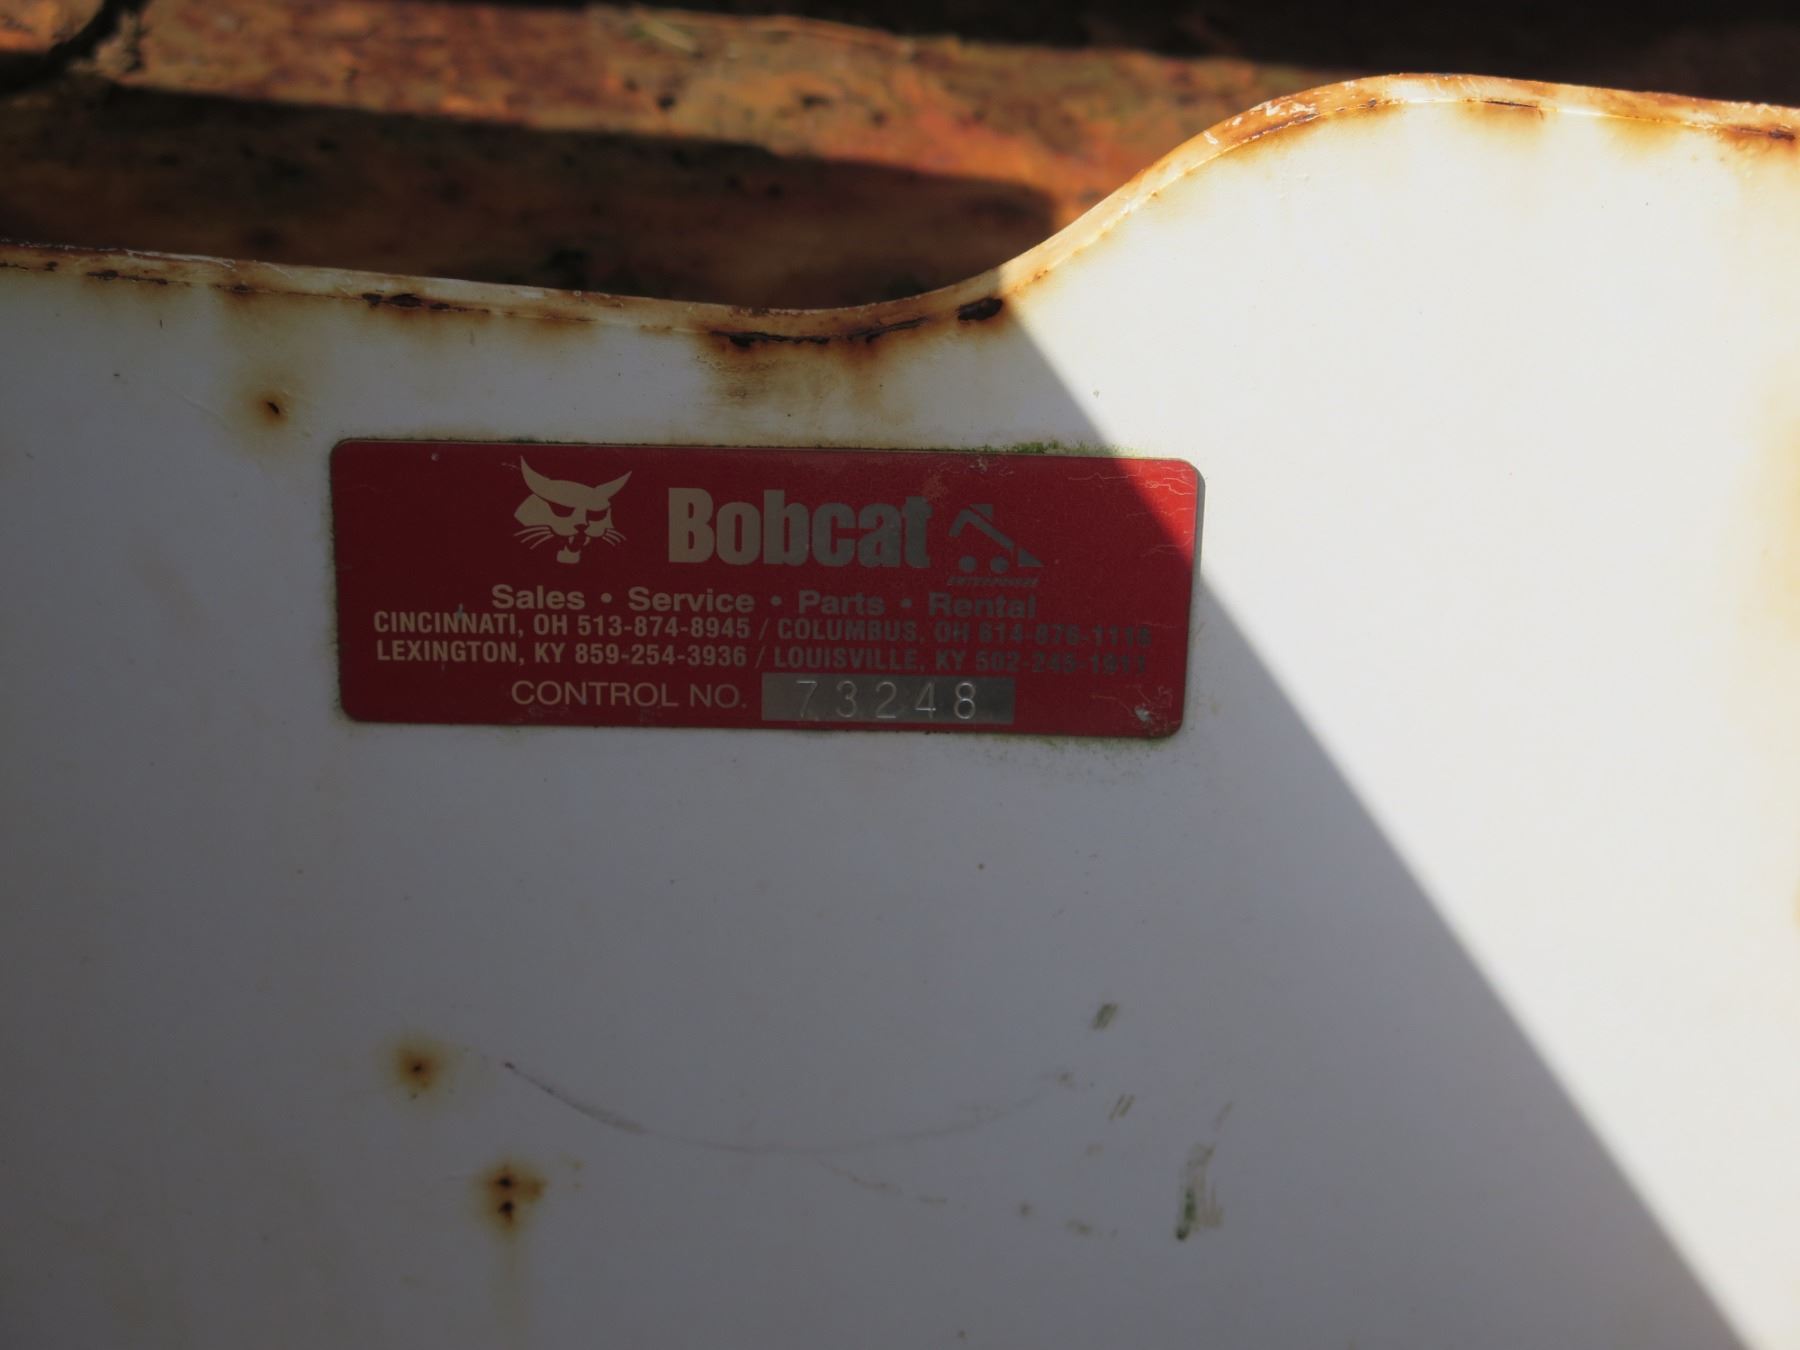 Bobcat
ENTERPRISES
Sales • Service • Parts • Rental
CINCINNATI, OH 513-874-8945 / COLUMBUS, OH
LEXINGTON, KY 859-254-3936 / LOUISVILLE, KY
CONTROL NO. 73248